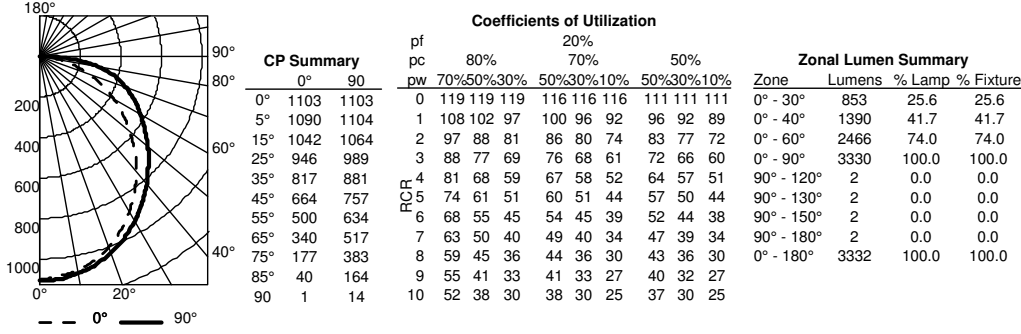 180°
90°
80°
60°
40°
20°
0°
200
400
600
800
1000
0° 90°
CP Summary
0° 90
0° 1103 1103
5° 1090 1104
15° 1042 1064
25° 946 989
35° 817 881
45° 664 757
55° 500 634
65° 340 517
75° 177 383
85° 40 164
90 1 14
Coefficients of Utilization
pf 20%
pc 80% 70% 50%
pw 70%50%30% 50%30%10% 50%30%10%
RCR
0 119 119 119 116 116 116 111 111 111
1 108 102 97 100 96 92 96 92 89
2 97 88 81 86 80 74 83 77 72
3 88 77 69 76 68 61 72 66 60
4 81 68 59 67 58 52 64 57 51
5 74 61 51 60 51 44 57 50 44
6 68 55 45 54 45 39 52 44 38
7 63 50 40 49 40 34 47 39 34
8 59 45 36 44 36 30 43 36 30
9 55 41 33 41 33 27 40 32 27
10 52 38 30 38 30 25 37 30 25
Zonal Lumen Summary
Zone Lumens % Lamp % Fixture
0° - 30° 853 25.6 25.6
0° - 40° 1390 41.7 41.7
0° - 60° 2466 74.0 74.0
0° - 90° 3330 100.0 100.0
90° - 120° 2 0.0 0.0
90° - 130° 2 0.0 0.0
90° - 150° 2 0.0 0.0
90° - 180° 2 0.0 0.0
0° - 180° 3332 100.0 100.0